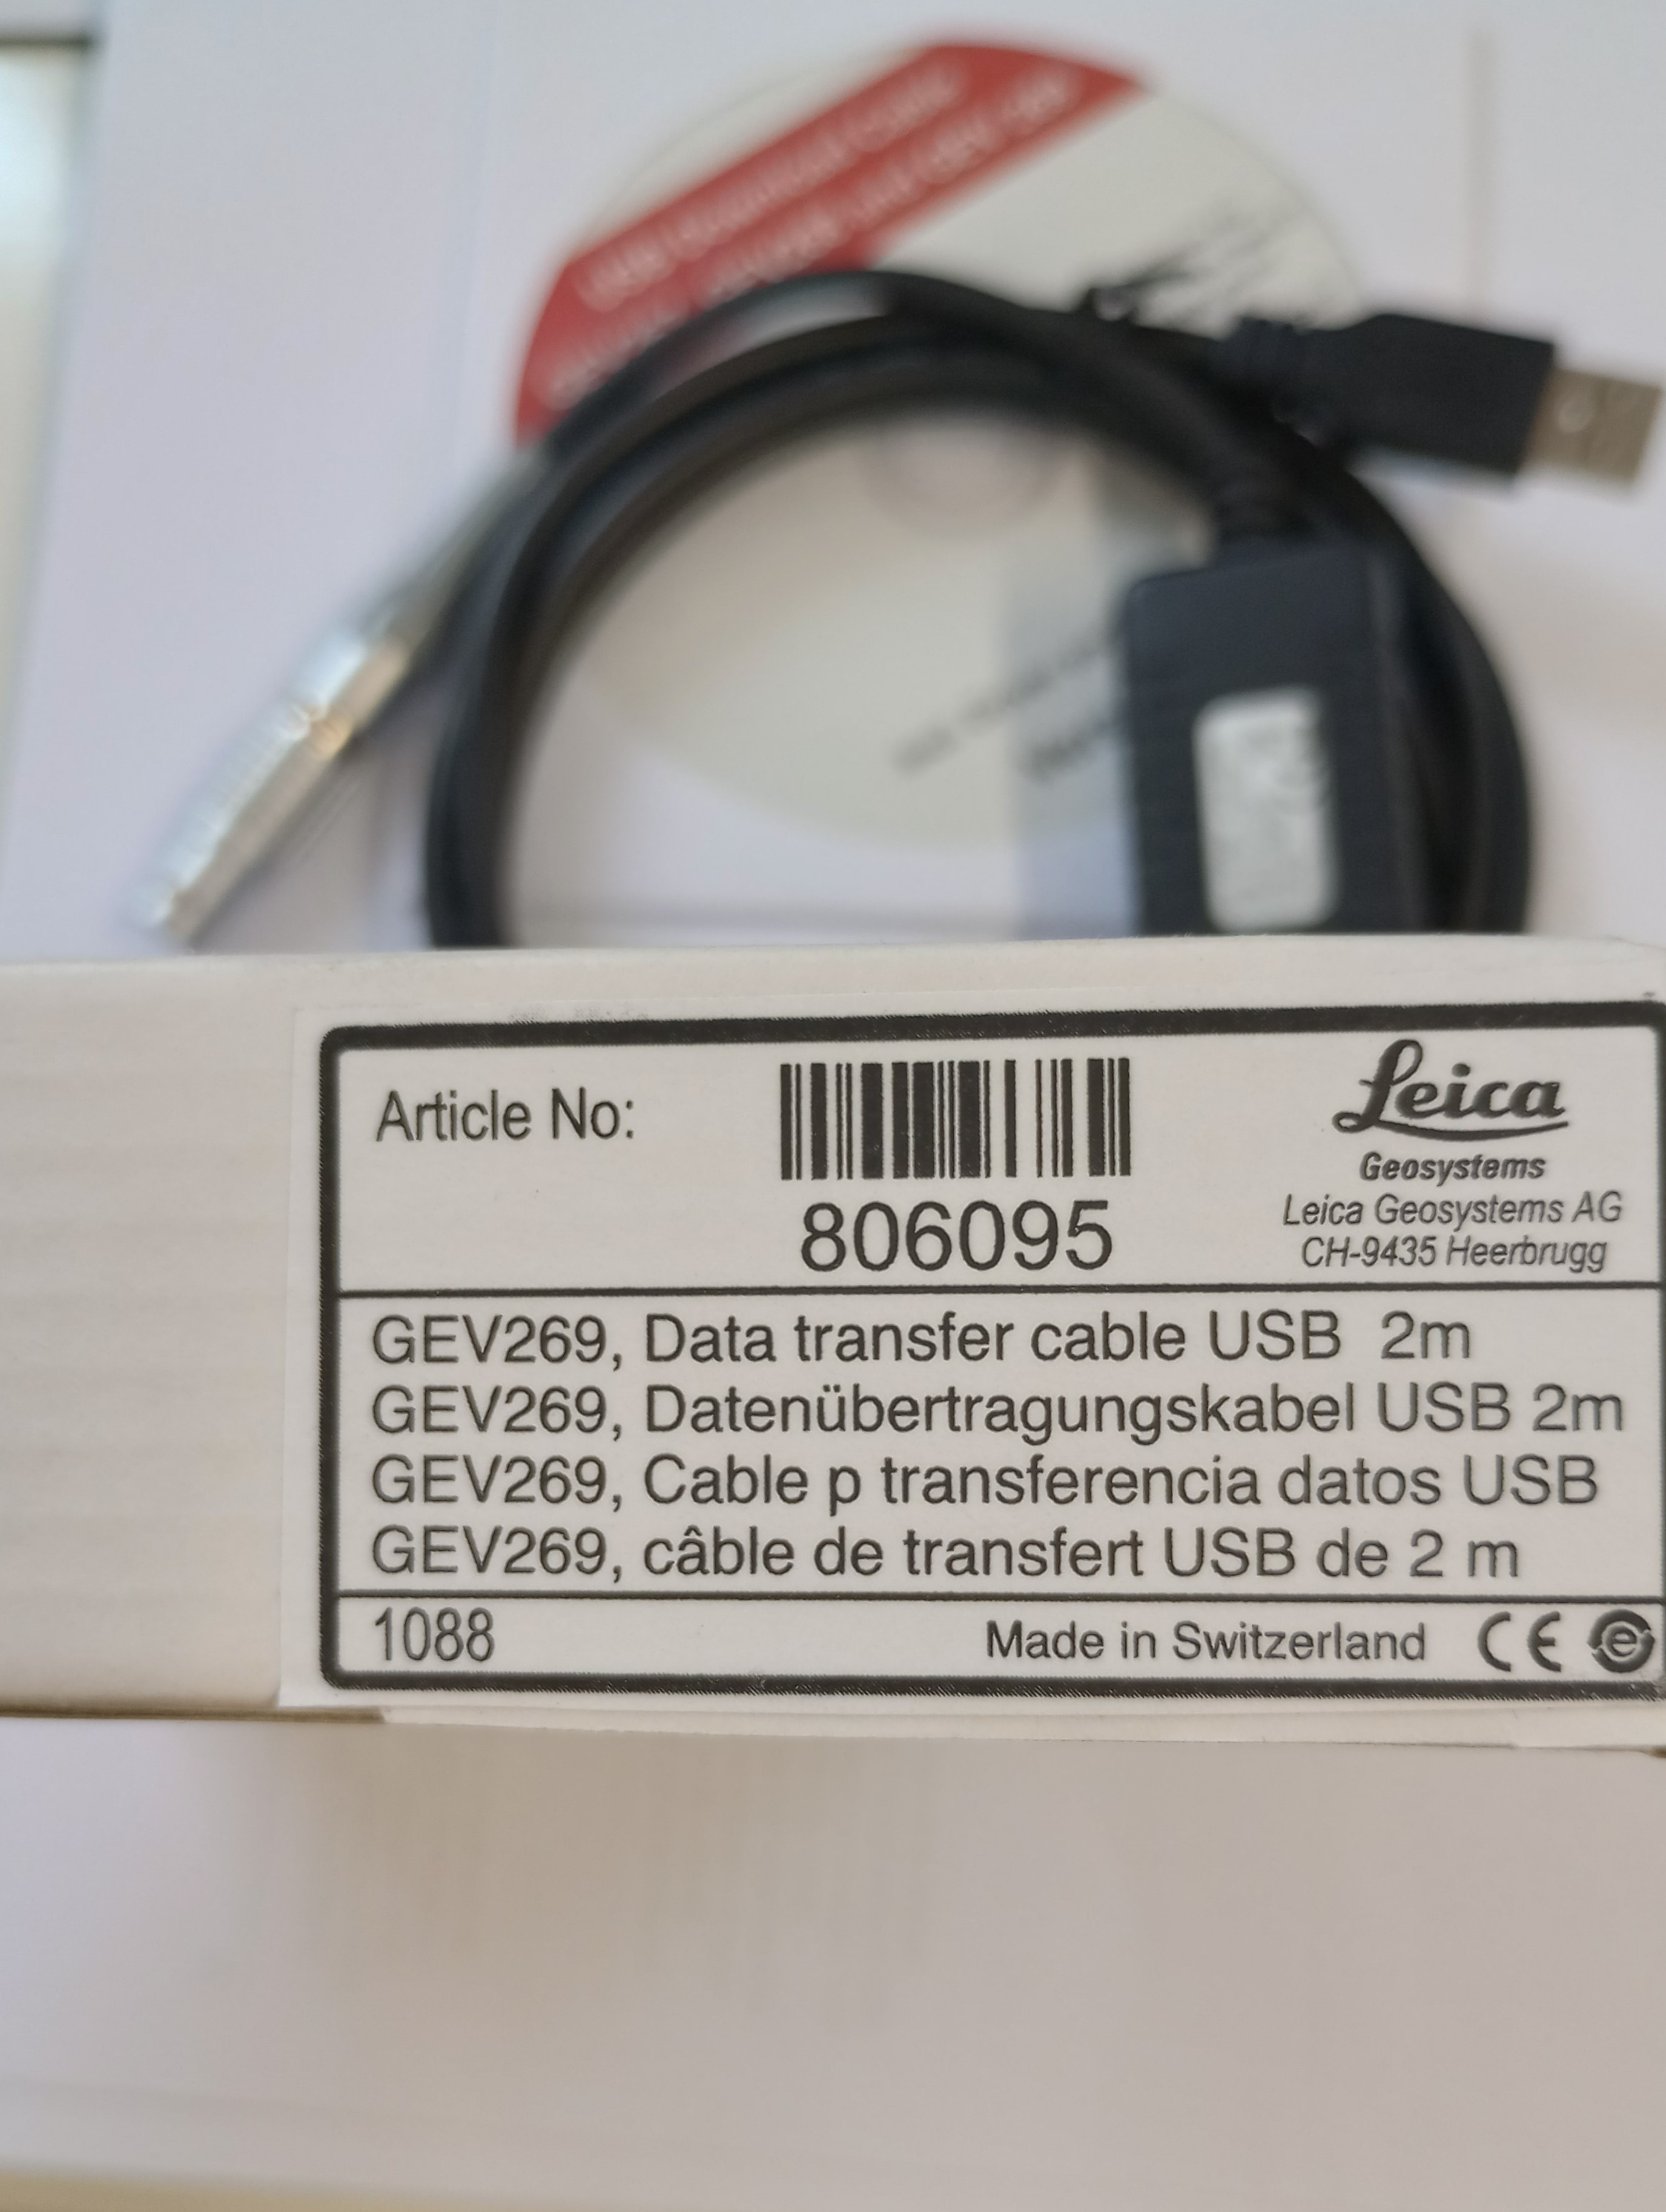 Article No:
806095
Leica
Geosystems
Leica Geosystems AG
CH-9435 Heerbrugg
GEV269, Data transfer cable USB 2m
GEV269, Datenübertragungskabel USB 2m
GEV269, Cable p transferencia datos USB
GEV269, câble de transfert USB de 2 m
1088
Made in Switzerland CE e